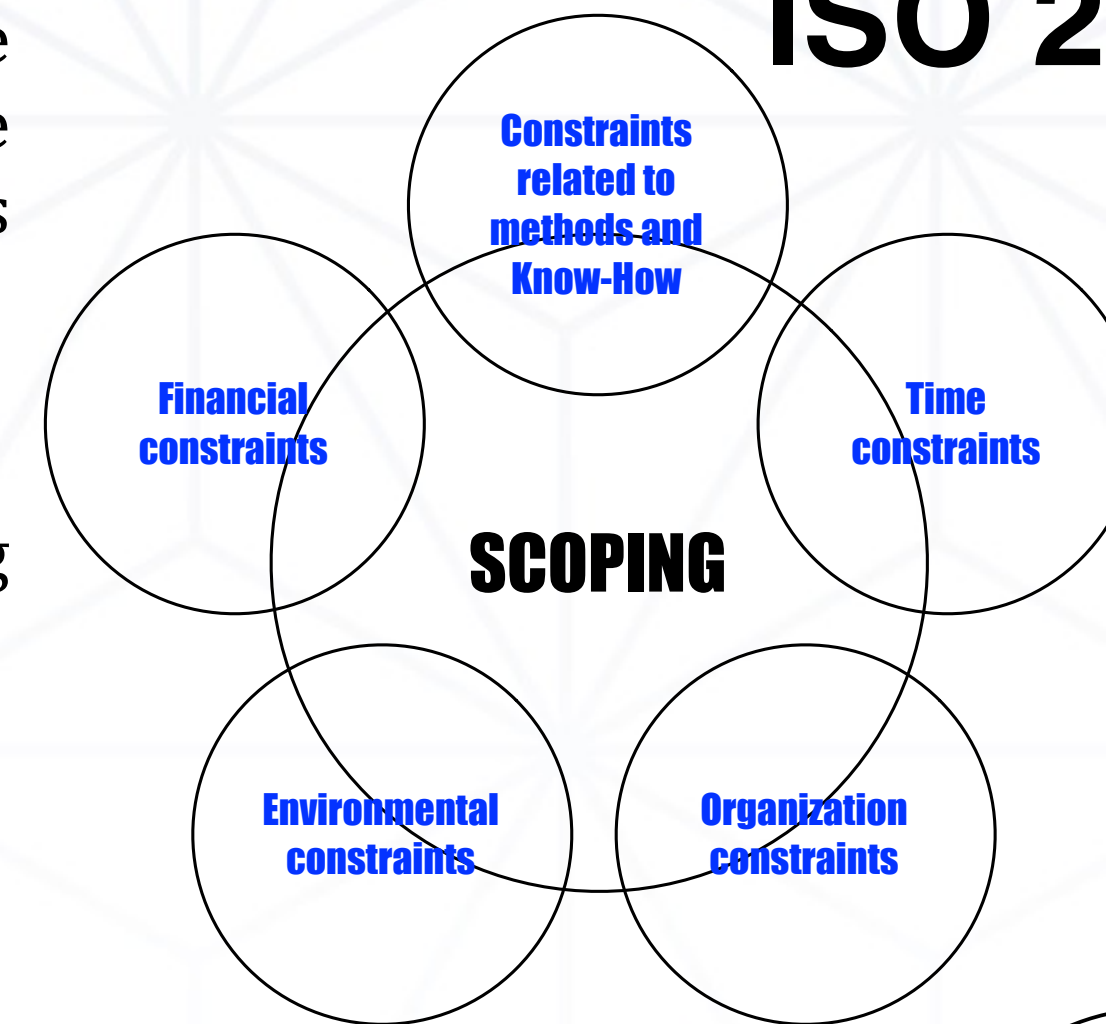 ISO 2
e
e
s
g
Constraints
related to
methods and
Know-How
Financial
constraints
Time
constraints
SCOPING
Environmental
constraints
Organization
constraints